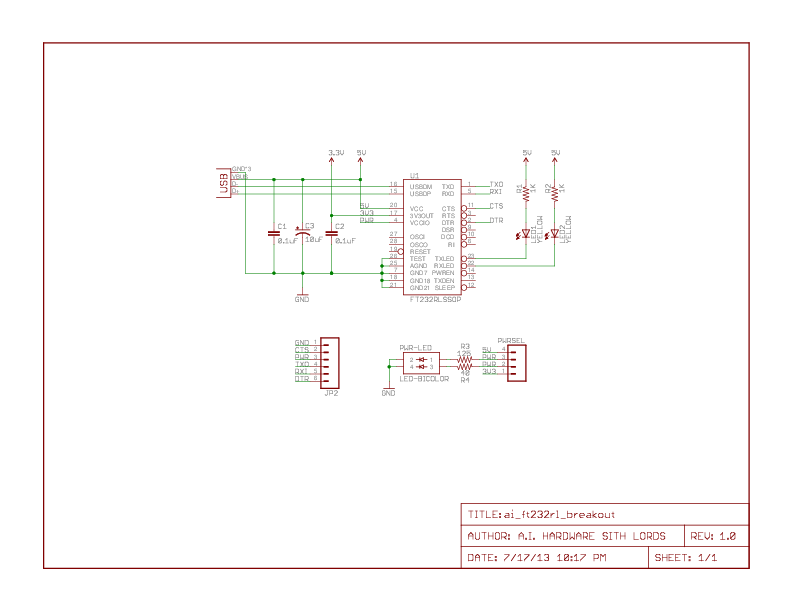 3.3V 5V 5V 5V
USB
GND*3
VBUS
D-
D+
U1
16 USBDM TXD 1 TXO
15 USBDP RXD 5 RXI
5V 20 VCC CTS 11 CTS
3V3 17 3V3OUT RTS 3
PWR 4 VCCIO DTR 2 DTR
DSR 9
27 OSCI DCD 10
28 OSCO RI 6
19 RESET
26 TEST TXLED 23
25 AGND RXLED 22
7 GND7 PWREN 14
18 GND18 TXDEN 13
21 GND21 SLEEP 12
FT232RLSSOP
C1
0.1uF
C3
10uF
C2
0.1uF
GND
R1
1K
R2
1K
LED1
YELLOW
LED2
YELLOW
GND 1
CTS 2
PWR 3
TXO 4
RXI 5
DTR 6
JP2
PWR-LED
2 1
4 3
LED-BICOLOR
GND
R3
R4
PWRSEL
5V 4
PWR 3
PWR 2
3V3 1
TITLE: ai_ft232rl_breakout
AUTHOR: A.I. HARDWARE SITH LORDS REV: 1.0
DATE: 7/17/13 10:17 PM SHEET: 1/1